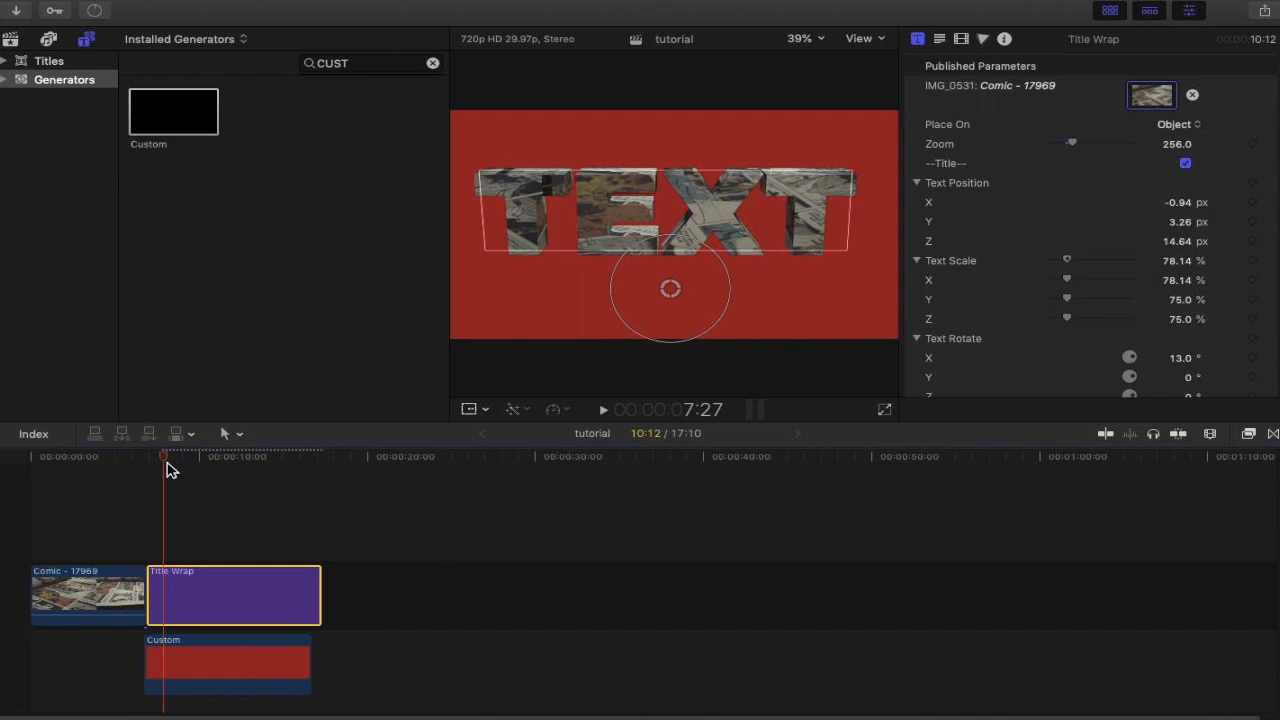 Installed Generators
720p HD 29.97p, Stereo
tutorial
39%
View
Title Wrap
00:00:00:10:12
Titles
Generators
CUST
Custom
Published Parameters
IMG_0531: Comic - 17969
Place On
Object
Zoom
256.0
--Title--
Text Position
X
-0.94 px
Y
3.26 px
Z
14.64 px
Text Scale
78.14 %
X
78.14 %
Y
75.0 %
Z
75.0 %
Text Rotate
X
13.0 °
Y
0 °
TEXT
00:00:00:7:27
Index
tutorial
10:12 / 17:10
00:00:00:00
00:00:10:00
00:00:20:00
00:00:30:00
00:00:40:00
00:00:50:00
00:01:00:00
00:01:10:00
Comic - 17969
Title Wrap
Custom